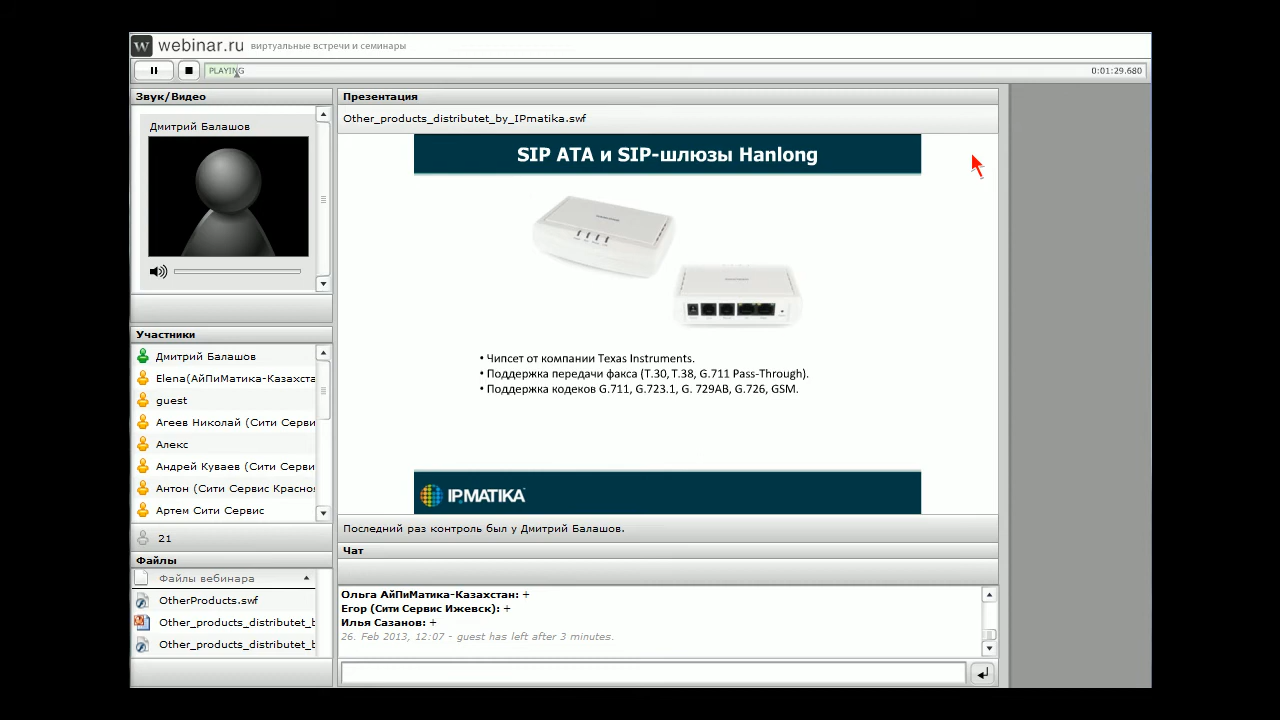 webinar.ru виртуальные встречи и семинары
PLAYING
0:01:29.680
Звук/Видео
Дмитрий Балашов
Участники
Дмитрий Балашов
Elena(АйПиМатика-Казахста
guest
Агеев Николай (Сити Серви
Алекс
Андрей Куваев (Сити Серви
Антон (Сити Сервис Красно
Артем Сити Сервис
21
Файлы
Файлы вебинара
OtherProducts.swf
Other_products_distributet_b
Other_products_distributet_b
Презентация
Other_products_distributet_by_IPmatika.swf
SIP ATA и SIP-шлюзы Hanlong
• Чипсет от компании Texas Instruments.
• Поддержка передачи факса (T.30, T.38, G.711 Pass-Through).
• Поддержка кодеков G.711, G.723.1, G. 729AB, G.726, GSM.
IPMATIKA
Последний раз контроль был у Дмитрий Балашов.
Чат
Ольга АйПиМатика-Казахстан: +
Егор (Сити Сервис Ижевск): +
Илья Сазанов: +
26. Feb 2013, 12:07 - guest has left after 3 minutes.